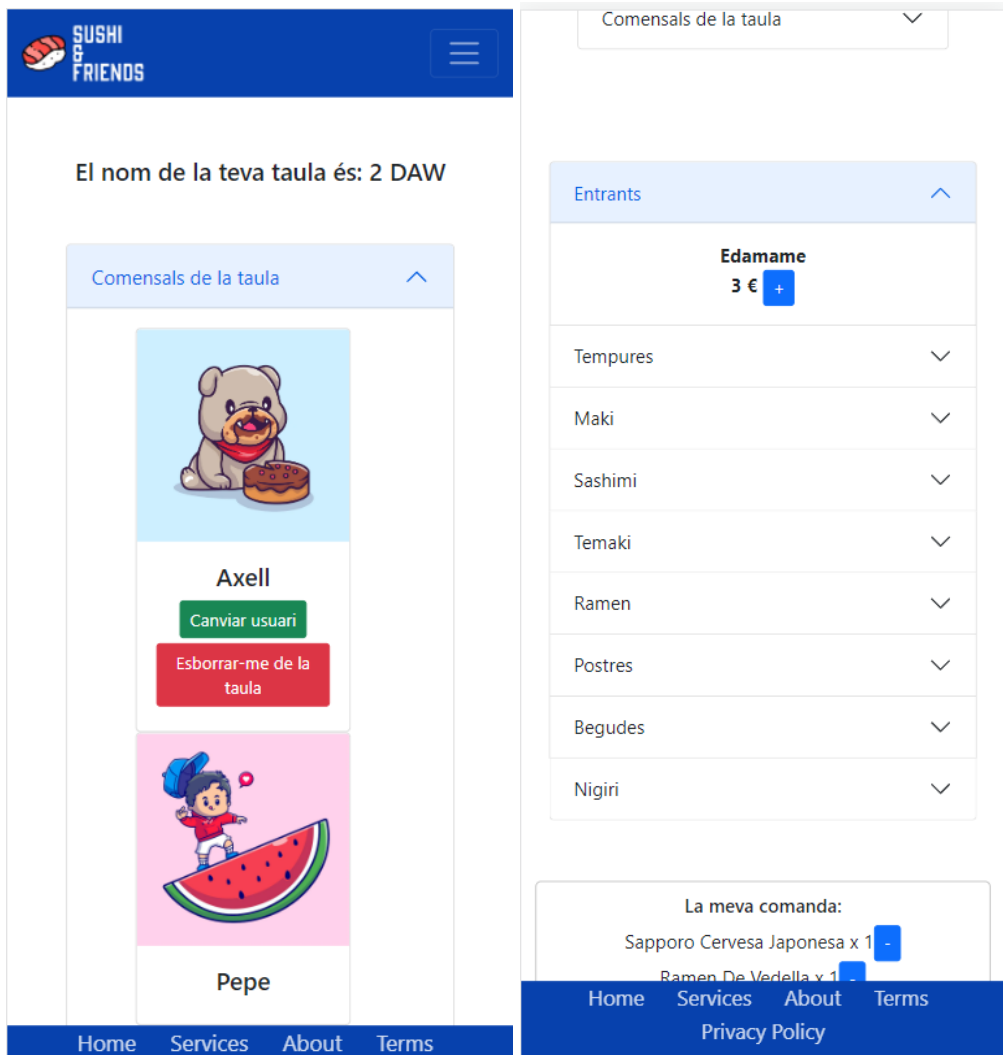 SUSHI
&
FRIENDS
El nom de la teva taula és: 2 DAW
Comensals de la taula
Axell
Canviar usuari
Esborrar-me de la
taula
Pepe
Home Services About Terms
Comensals de la taula
Entrants
Edamame
3 € +
Tempures
Maki
Sashimi
Temaki
Ramen
Postres
Begudes
Nigiri
La meva comanda:
Sapporo Cervesa Japonesa x 1 -
Ramen De Vedella x 1 -
Home Services About Terms
Privacy Policy